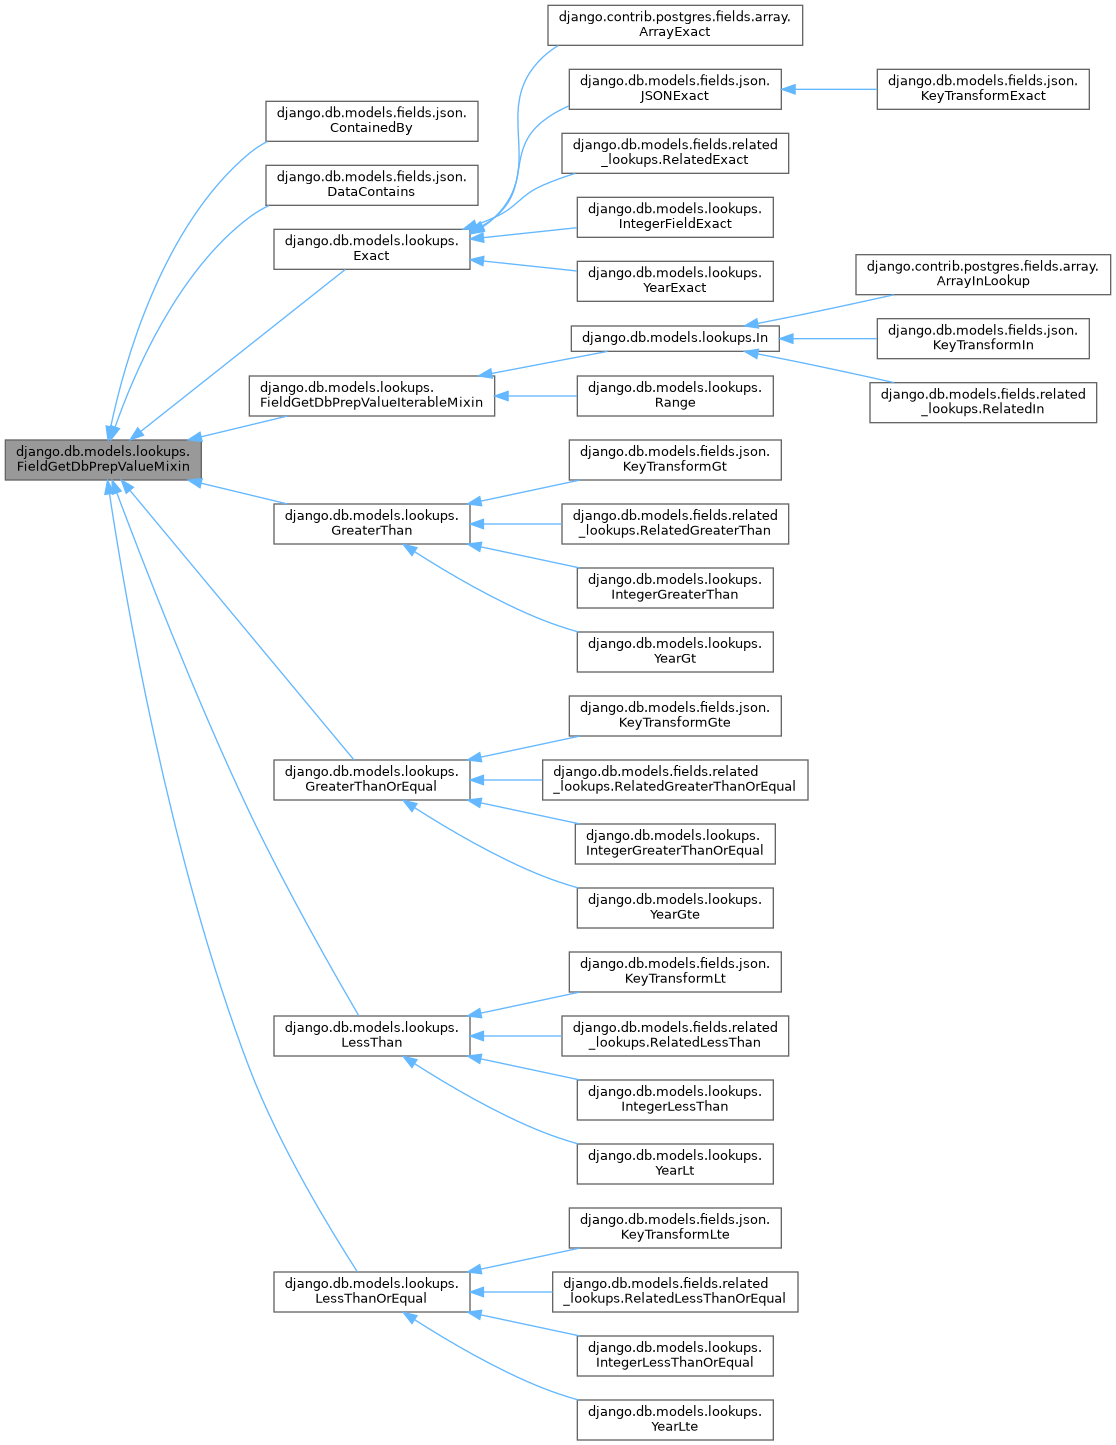 django.contrib.postgres.fields.array.
ArrayExact
django.db.models.fields.json.
JSONExact
django.db.models.fields.json.
KeyTransformExact
django.db.models.fields.json.
ContainedBy
django.db.models.fields.related
_lookups.RelatedExact
django.db.models.fields.json.
DataContains
django.db.models.lookups.
IntegerFieldExact
django.db.models.lookups.
Exact
django.db.models.lookups.
YearExact
django.contrib.postgres.fields.array.
ArrayInLookup
django.db.models.lookups.In
django.db.models.fields.json.
KeyTransformIn
django.db.models.lookups.
FieldGetDbPrepValueIterableMixin
django.db.models.lookups.
Range
django.db.models.fields.related
_lookups.RelatedIn
django.db.models.lookups.
FieldGetDbPrepValueMixin
django.db.models.fields.json.
KeyTransformGt
django.db.models.lookups.
GreaterThan
django.db.models.fields.related
_lookups.RelatedGreaterThan
django.db.models.lookups.
IntegerGreaterThan
django.db.models.lookups.
YearGt
django.db.models.fields.json.
KeyTransformGte
django.db.models.lookups.
GreaterThanOrEqual
django.db.models.fields.related
_lookups.RelatedGreaterThanOrEqual
django.db.models.lookups.
IntegerGreaterThanOrEqual
django.db.models.lookups.
YearGte
django.db.models.fields.json.
KeyTransformLt
django.db.models.lookups.
LessThan
django.db.models.fields.related
_lookups.RelatedLessThan
django.db.models.lookups.
IntegerLessThan
django.db.models.lookups.
YearLt
django.db.models.fields.json.
KeyTransformLte
django.db.models.lookups.
LessThanOrEqual
django.db.models.fields.related
_lookups.RelatedLessThanOrEqual
django.db.models.lookups.
IntegerLessThanOrEqual
django.db.models.lookups.
YearLte